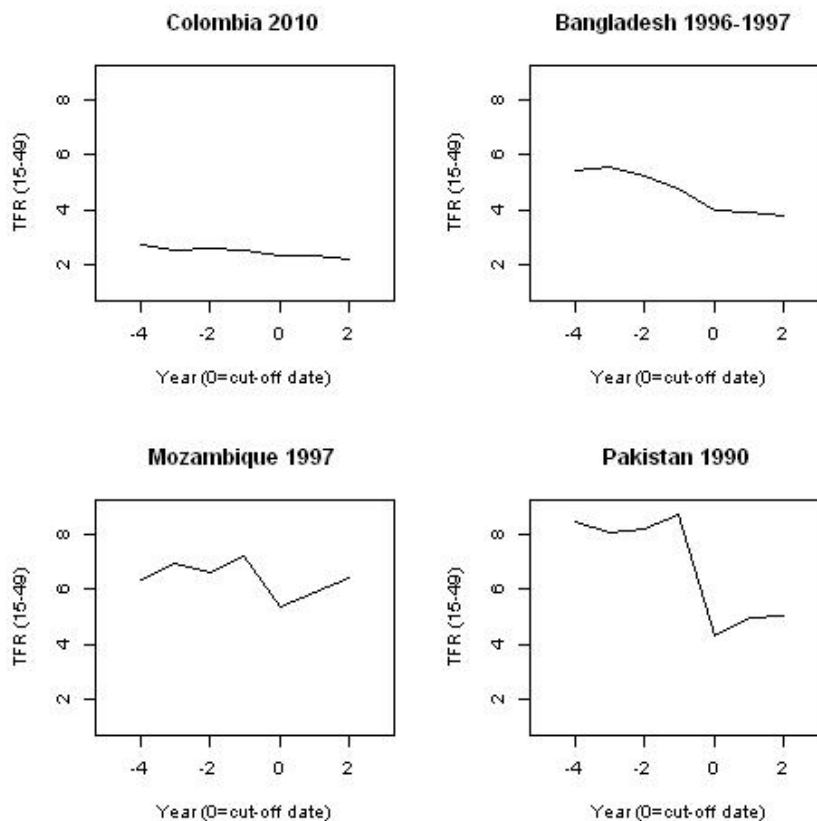 Colombia 2010
TFR (15-49)
8
6
4
2
-4 -2 0 2
Year (0=cut-off date)
Bangladesh 1996-1997
TFR (15-49)
8
6
4
2
-4 -2 0 2
Year (0=cut-off date)
Mozambique 1997
TFR (15-49)
8
6
4
2
-4 -2 0 2
Year (0=cut-off date)
Pakistan 1990
TFR (15-49)
8
6
4
2
-4 -2 0 2
Year (0=cut-off date)